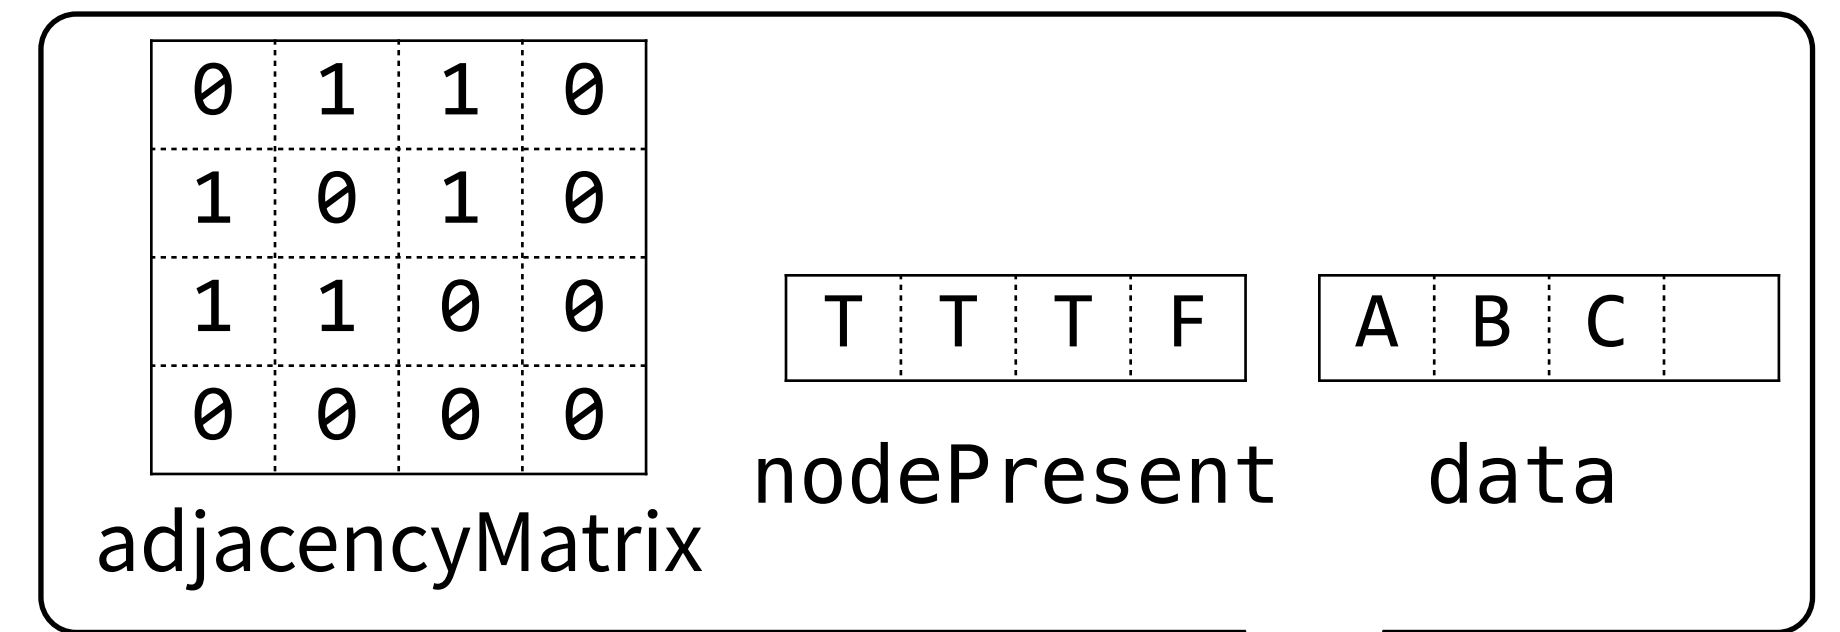 0 1 1 0
1 0 1 0
1 1 0 0
0 0 0 0
adjacencyMatrix
T T T F
nodePresent
A B C
data